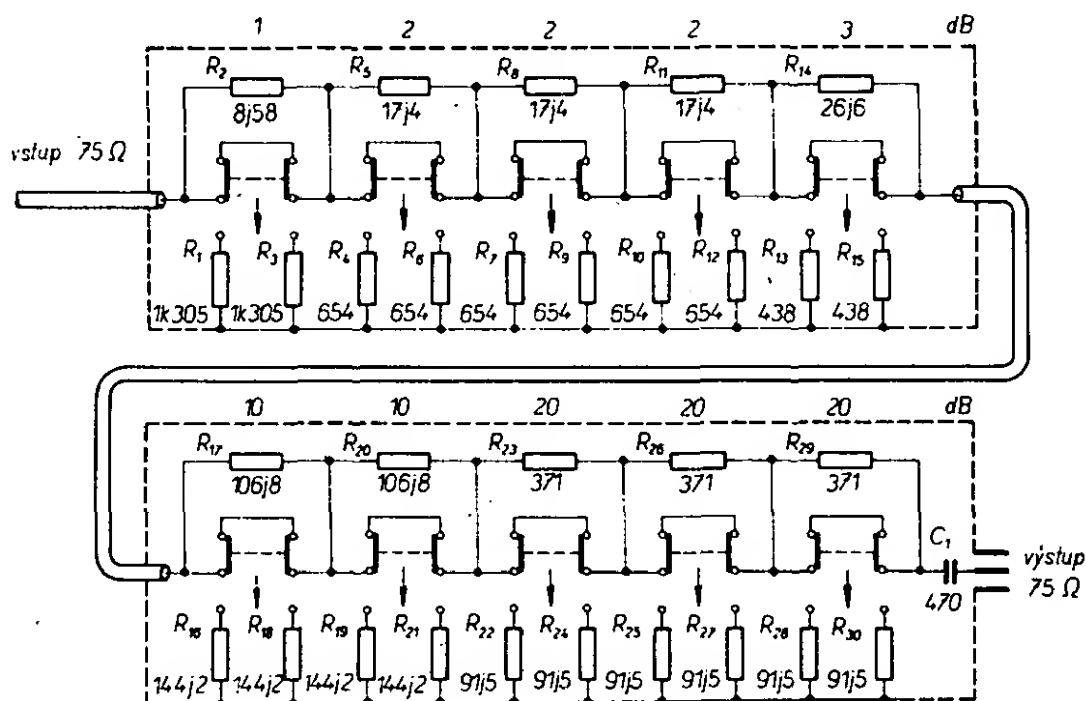 1 2 2 2 3 dB
R2 R5 R8 R11 R14
8j58 17j4 17j4 17j4 26j6
vstup 75 Ω
R1 R3 R4 R6 R7 R9 R10 R12 R13 R15
1k305 1k305 654 654 654 654 654 654 438 438
10 10 20 20 20 dB
R17 R20 R23 R26 R29
106j8 106j8 371 371 371
C1
470
výstup
75 Ω
R16 R18 R19 R21 R22 R24 R25 R27 R28 R30
144j2 144j2 144j2 144j2 91j5 91j5 91j5 91j5 91j5 91j5